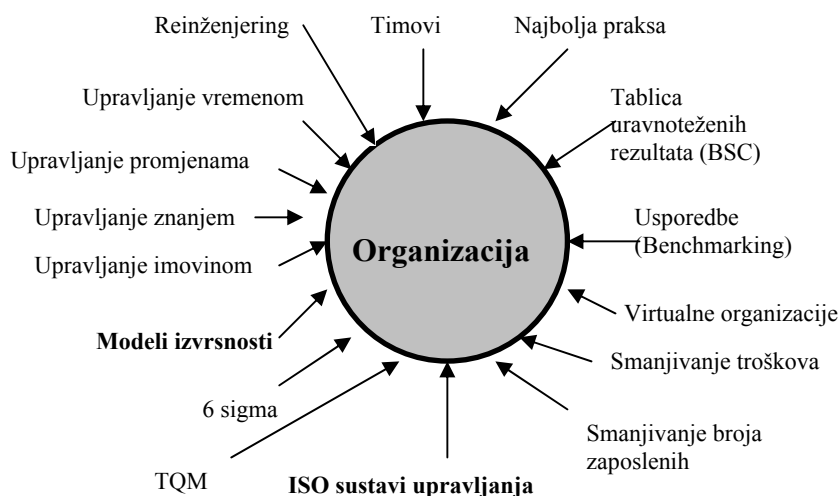 Reinženjering
Timovi
Najbolja praksa
Upravljanje vremenom
Tablica
uravnoteženih
rezultata (BSC)
Upravljanje promjenama
Upravljanje znanjem
Usporedbe
(Benchmarking)
Organizacija
Upravljanje imovinom
Virtualne organizacije
Modeli izvrsnosti
Smanjivanje troškova
6 sigma
Smanjivanje broja
zaposlenih
TQM
ISO sustavi upravljanja